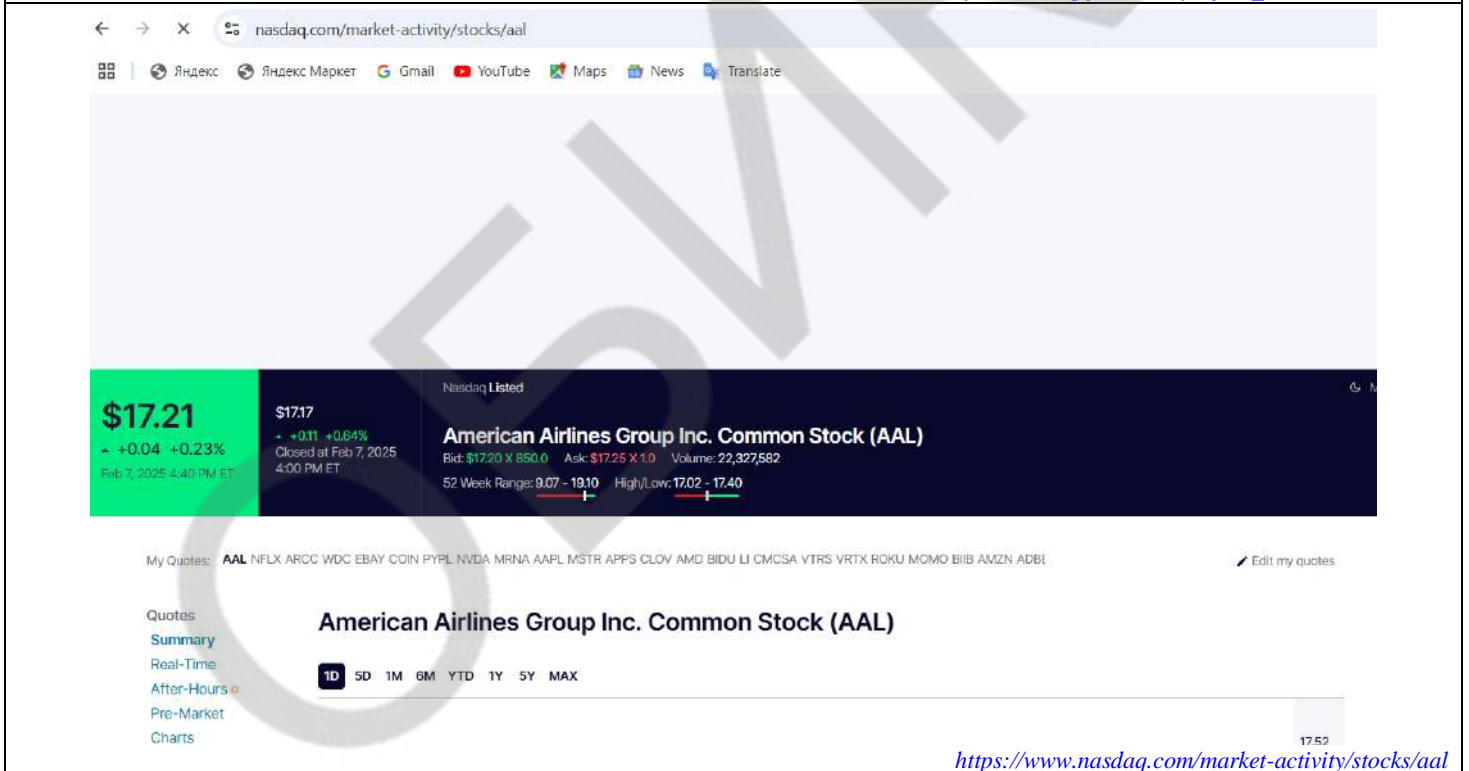 nasdaq.com/market-activity/stocks/aal
Яндекс Яндекс Маркет Gmail YouTube Maps News Translate
Nasdaq Listed
$17.21
$17.17
+0.04 +0.23%
+0.11 +0.64%
American Airlines Group Inc. Common Stock (AAL)
Feb 7, 2025 4:40 PM ET
Closed at Feb 7, 2025
4:00 PM ET
Bid: $17.20 X 850.0 Ask: $17.25 X 1.0 Volume: 22,327,582
52 Week Range: 9.07 - 19.10 High/Low: 17.02 - 17.40
My Quotes: AAL NFLX ARCC WDC EBAY COIN PYPL NVDA MRNA AAPL MSTR APPS CLOV AMD BIDU LI CMCSA VTRS VRTX ROKU MOMO BIIB AMZN ADBE
Edit my quotes
Quotes
Summary
Real-Time
After-Hours
Pre-Market
Charts
American Airlines Group Inc. Common Stock (AAL)
1D 5D 1M 6M YTD 1Y 5Y MAX
17.52
https://www.nasdaq.com/market-activity/stocks/aal